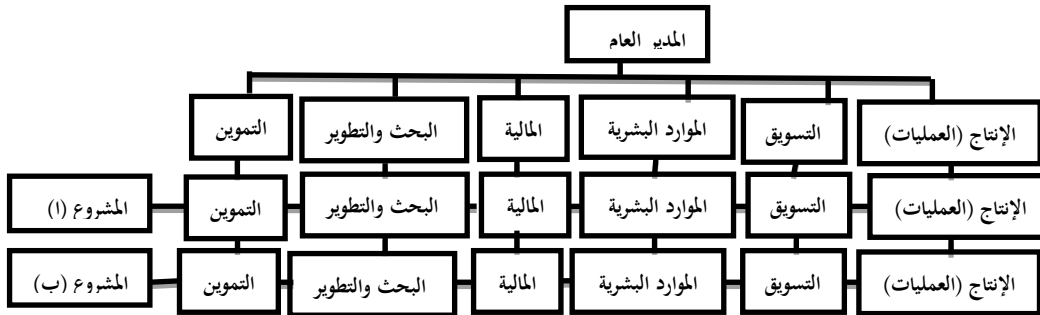 المدير العام
الإنتاج (العمليات)
التسويق
الموارد البشرية
المالية
البحث والتطوير
التموين
الإنتاج (العمليات)
التسويق
الموارد البشرية
المالية
البحث والتطوير
التموين
المشروع (ا)
الإنتاج (العمليات)
التسويق
الموارد البشرية
المالية
البحث والتطوير
التموين
المشروع (ب)